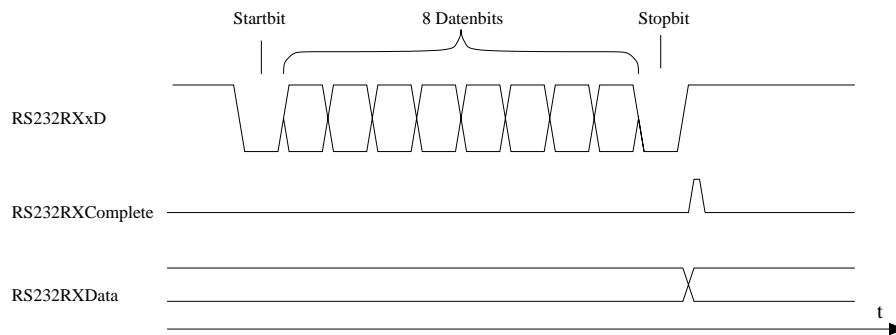 Startbit 8 Datenbits Stopbit
RS232RXxD
RS232RXComplete
RS232RXData
t